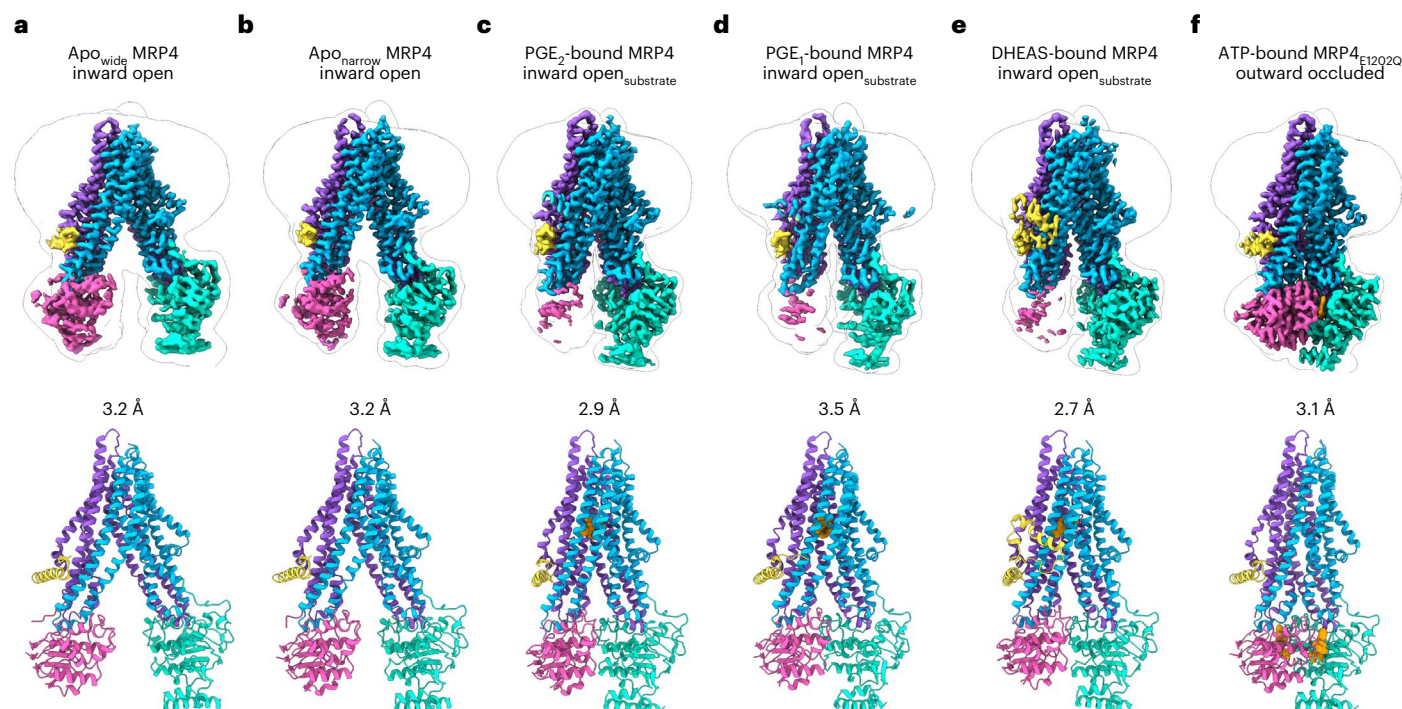 a
Apowide MRP4
inward open
b
Aponarrow MRP4
inward open
c
PGE2-bound MRP4
inward opensubstrate
d
PGE1-bound MRP4
inward opensubstrate
e
DHEAS-bound MRP4
inward opensubstrate
f
ATP-bound MRP4E1202Q
outward occluded
3.2 Å
3.2 Å
2.9 Å
3.5 Å
2.7 Å
3.1 Å